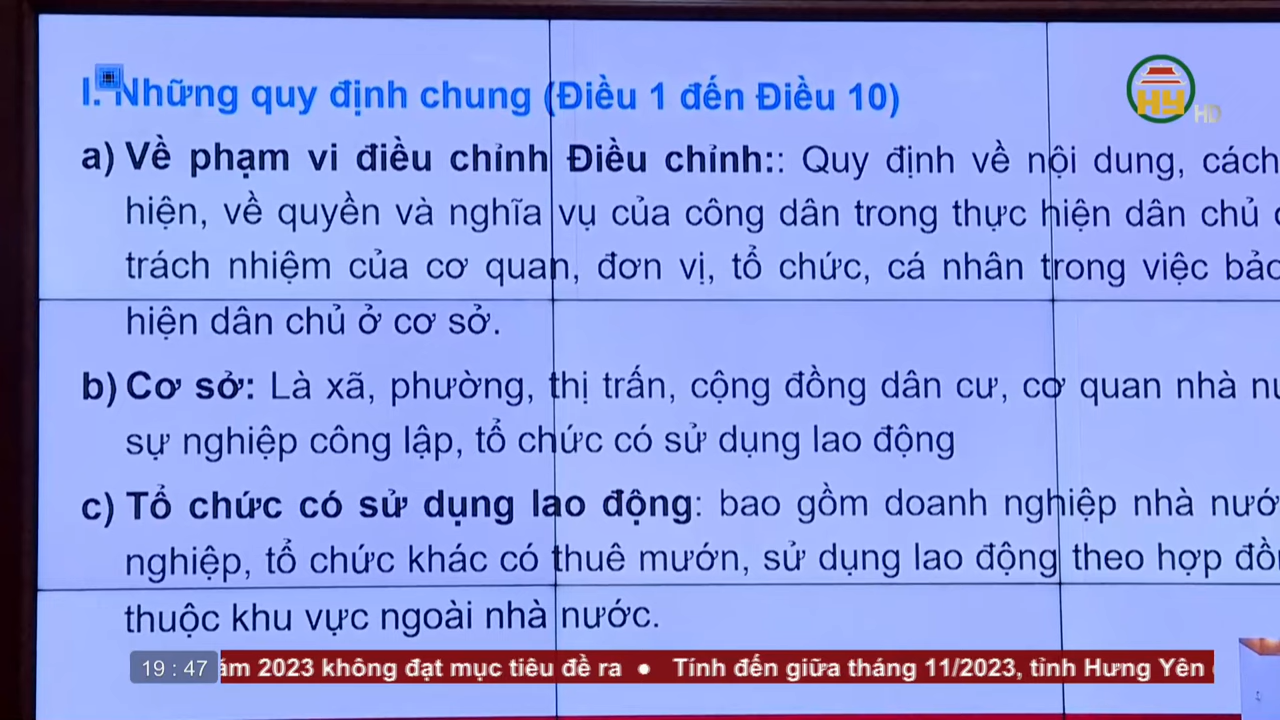 I. Những quy định chung (Điều 1 đến Điều 10)
HY HD
a) Về phạm vi điều chỉnh Điều chỉnh:: Quy định về nội dung, cách
hiện, về quyền và nghĩa vụ của công dân trong thực hiện dân chủ
trách nhiệm của cơ quan, đơn vị, tổ chức, cá nhân trong việc bảo
hiện dân chủ ở cơ sở.
b) Cơ sở: Là xã, phường, thị trấn, cộng đồng dân cư, cơ quan nhà
sự nghiệp công lập, tổ chức có sử dụng lao động
c) Tổ chức có sử dụng lao động: bao gồm doanh nghiệp nhà
nghiệp, tổ chức khác có thuê mướn, sử dụng lao động theo hợp
thuộc khu vực ngoài nhà nước.
19 : 47 ăm 2023 không đạt mục tiêu đề ra ● Tính đến giữa tháng 11/2023, tỉnh Hưng Yên